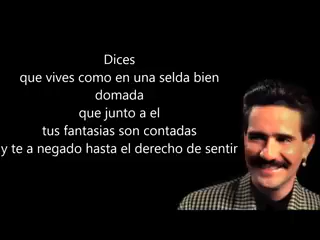 Dices
que vives como en una selda bien
domada
que junto a el
tus fantasias son contadas
y te a negado hasta el derecho de sentir